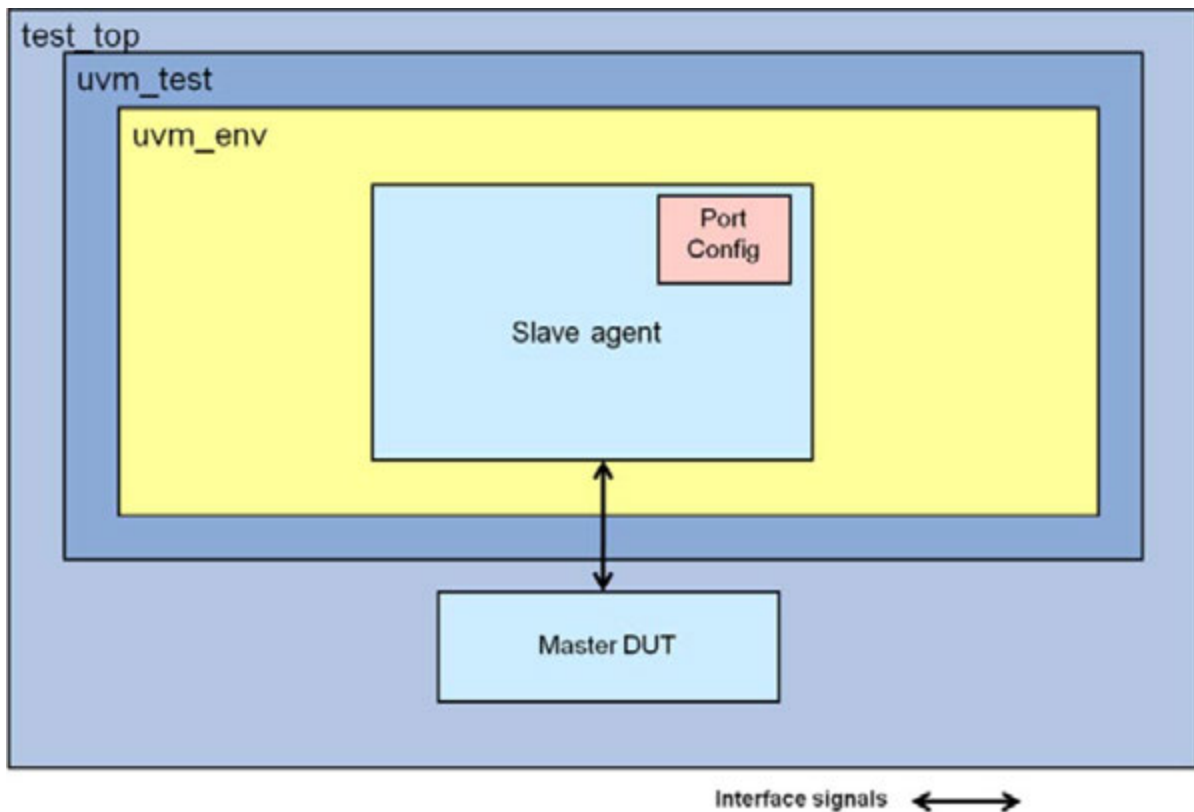 test_top
uvm_test
uvm_env
Port
Config
Slave agent
Master DUT
Interface signals